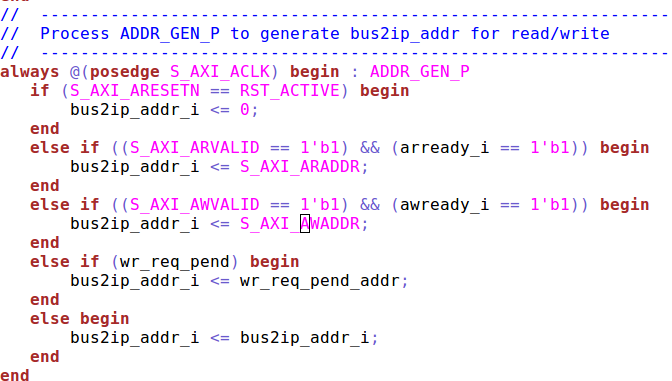 end
// ---------------------------------------------------------------
// Process ADDR_GEN_P to generate bus2ip_addr for read/write
// ---------------------------------------------------------------
always @(posedge S_AXI_ACLK) begin : ADDR_GEN_P
   if (S_AXI_ARESETN == RST_ACTIVE) begin
       bus2ip_addr_i <= 0;
   end
   else if ((S_AXI_ARVALID == 1'b1) && (arready_i == 1'b1)) begin
       bus2ip_addr_i <= S_AXI_ARADDR;
   end
   else if ((S_AXI_AWVALID == 1'b1) && (awready_i == 1'b1)) begin
       bus2ip_addr_i <= S_AXI_AWADDR;
   end
   else if (wr_req_pend) begin
       bus2ip_addr_i <= wr_req_pend_addr;
   end
   else begin
       bus2ip_addr_i <= bus2ip_addr_i;
   end
end